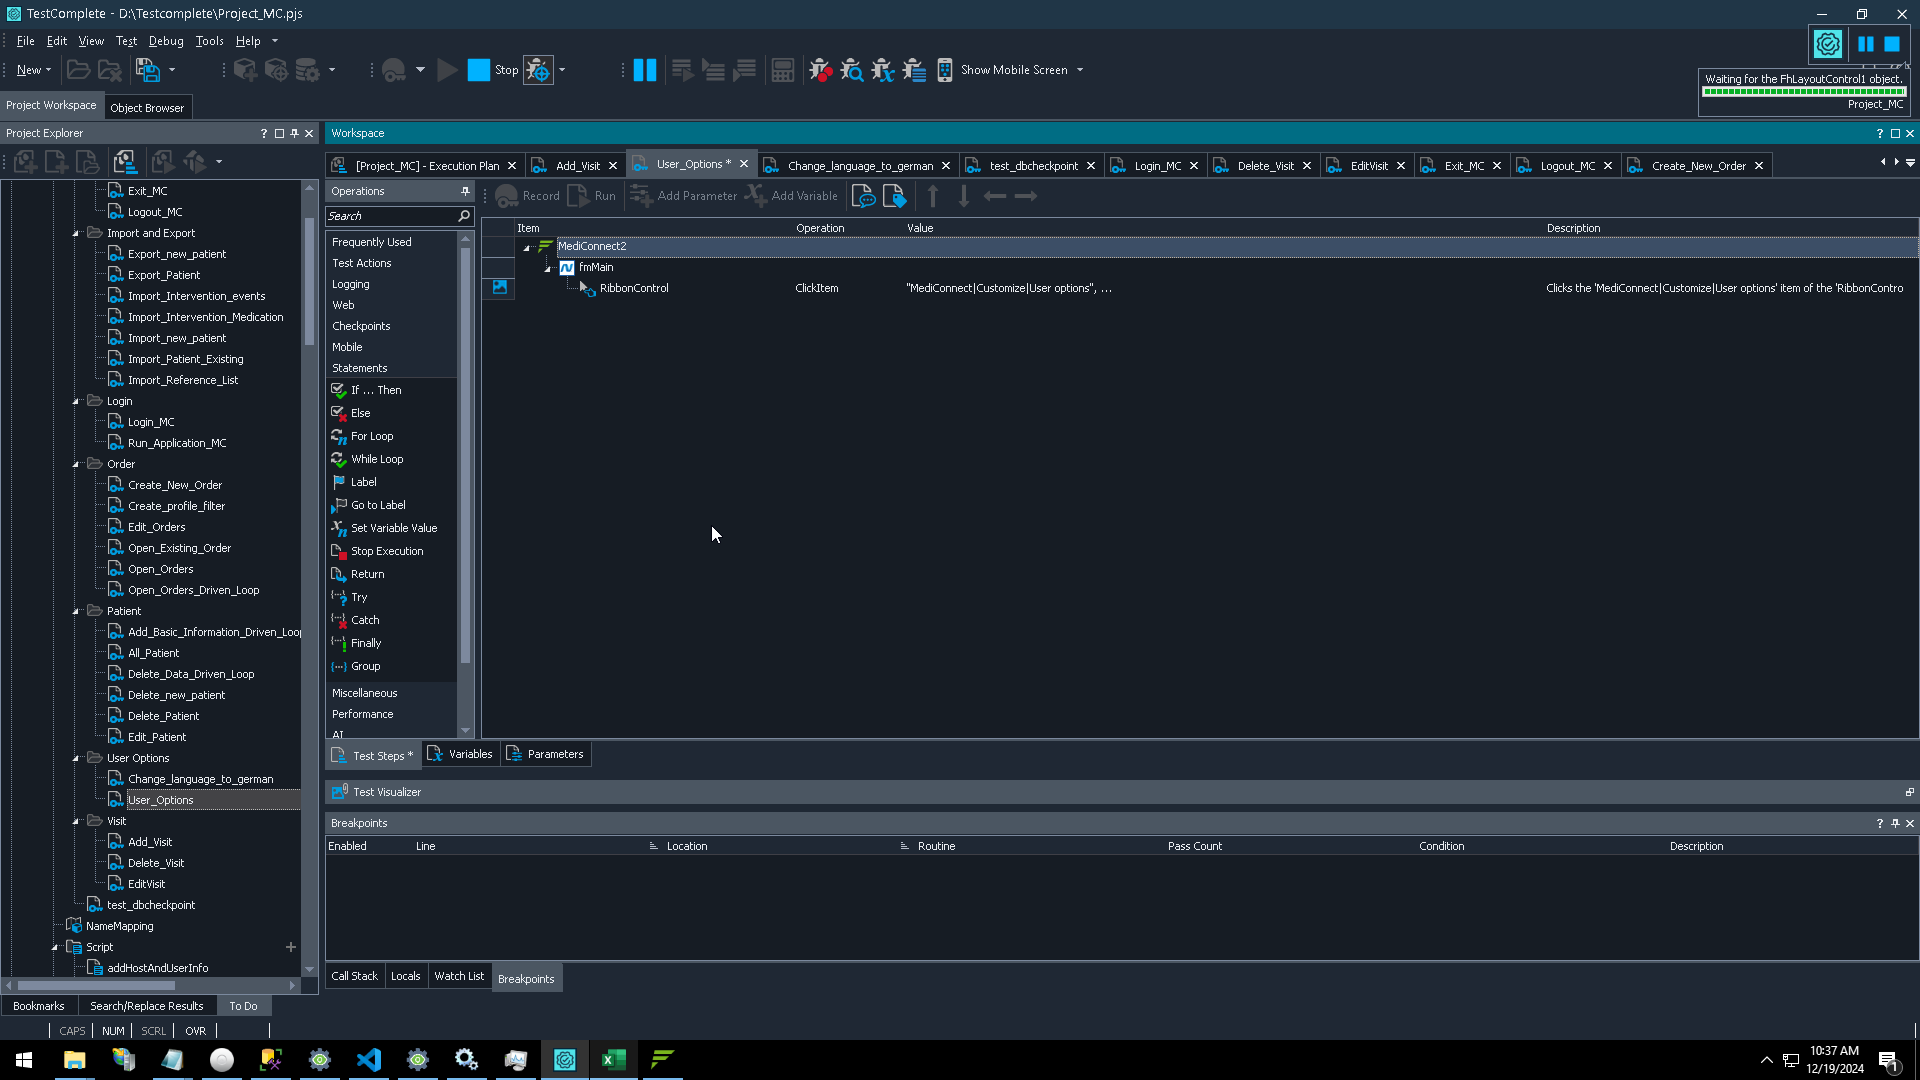 TestComplete - D:\Testcomplete\Project_MC.pjs
File Edit View Test Debug Tools Help
New Stop Show Mobile Screen
Waiting for the FhLayoutControl1 object.
Project_MC
Project Workspace Object Browser
Project Explorer
Workspace
[Project_MC] - Execution Plan Add_Visit User_Options * Change_language_to_german test_dbcheckpoint Login_MC Delete_Visit EditVisit Exit_MC Logout_MC Create_New_Order
Exit_MC
Logout_MC
Import and Export
Export_new_patient
Export_Patient
Import_Intervention_events
Import_Intervention_Medication
Import_new_patient
Import_Patient_Existing
Import_Reference_List
Login
Login_MC
Run_Application_MC
Order
Create_New_Order
Create_profile_filter
Edit_Orders
Open_Existing_Order
Open_Orders
Open_Orders_Driven_Loop
Patient
Add_Basic_Information_Driven_Loop
All_Patient
Delete_Data_Driven_Loop
Delete_new_patient
Delete_Patient
Edit_Patient
User Options
Change_language_to_german
User_Options
Visit
Add_Visit
Delete_Visit
EditVisit
test_dbcheckpoint
NameMapping
Script
addHostAndUserInfo
Operations
Search
Frequently Used
Test Actions
Logging
Web
Checkpoints
Mobile
Statements
If ... Then
Else
For Loop
While Loop
Label
Go to Label
Set Variable Value
Stop Execution
Return
Try
Catch
Finally
Group
Miscellaneous
Performance
AI
Record Run Add Parameter Add Variable
Item Operation Value Description
MediConnect2
fmMain
RibbonControl ClickItem "MediConnect|Customize|User options", ... Clicks the 'MediConnect|Customize|User options' item of the 'RibbonContro
Test Steps * Variables Parameters
Test Visualizer
Breakpoints
Enabled Line Location Routine Pass Count Condition Description
Call Stack Locals Watch List Breakpoints
Bookmarks Search/Replace Results To Do
CAPS NUM SCRL OVR
10:37 AM
12/19/2024
1